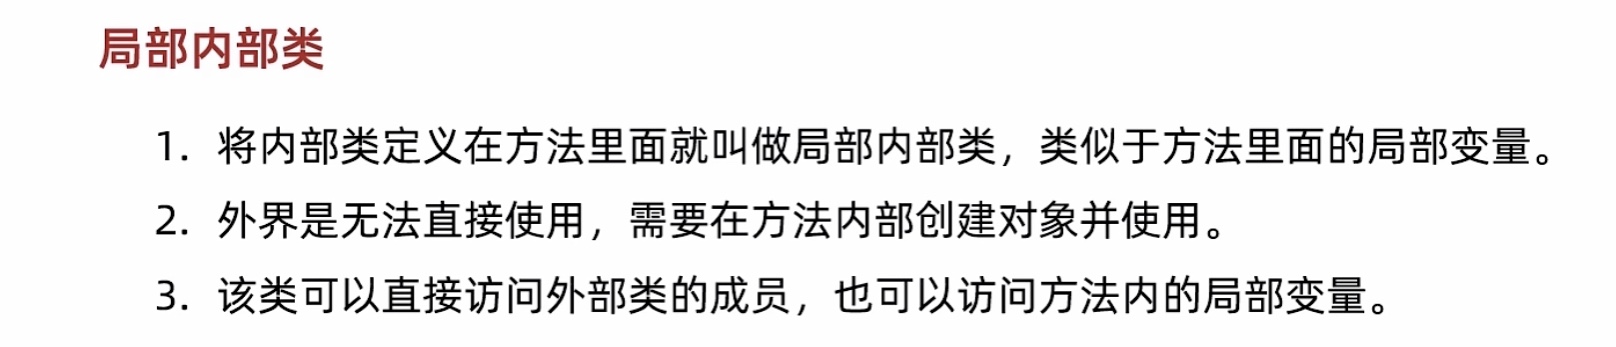 局部内部类
1. 将内部类定义在方法里面就叫做局部内部类，类似于方法里面的局部变量。
2. 外界是无法直接使用，需要在方法内部创建对象并使用。
3. 该类可以直接访问外部类的成员，也可以访问方法内的局部变量。